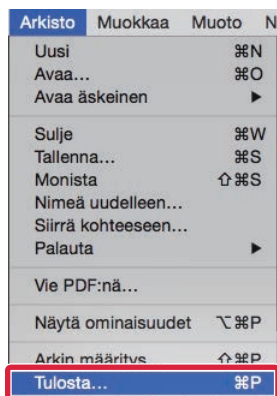 Arkisto Muokkaa Muoto N
Uusi ⌘N
Avaa... ⌘O
Avaa äskeinen ▶
Sulje ⌘W
Tallenna... ⌘S
Monista ⇧⌘S
Nimeä uudelleen...
Siirrä kohteeseen...
Palauta ▶
Vie PDF:nä...
Näytä ominaisuudet ⌥⌘P
Arkin määritys... ⇧⌘P
Tulosta... ⌘P